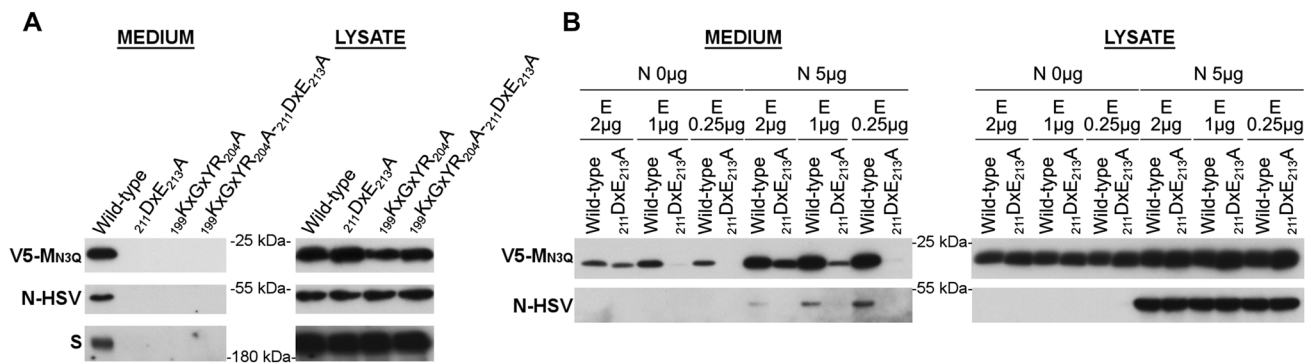 A
MEDIUM
LYSATE
Wild-type
211DxE213A
199KxGxYR204A
199KxGxYR204A-211DxE213A
Wild-type
211DxE213A
199KxGxYR204A
199KxGxYR204A-211DxE213A
V5-MN3Q
-25 kDa-
N-HSV
-55 kDa-
S
-180 kDa-
B
MEDIUM
LYSATE
N 0µg
N 5µg
N 0µg
N 5µg
E 2µg
E 1µg
E 0.25µg
E 2µg
E 1µg
E 0.25µg
E 2µg
E 1µg
E 0.25µg
E 2µg
E 1µg
E 0.25µg
Wild-type
211DxE213A
Wild-type
211DxE213A
Wild-type
211DxE213A
Wild-type
211DxE213A
Wild-type
211DxE213A
Wild-type
211DxE213A
Wild-type
211DxE213A
Wild-type
211DxE213A
Wild-type
211DxE213A
Wild-type
211DxE213A
Wild-type
211DxE213A
Wild-type
211DxE213A
V5-MN3Q
-25 kDa-
N-HSV
-55 kDa-